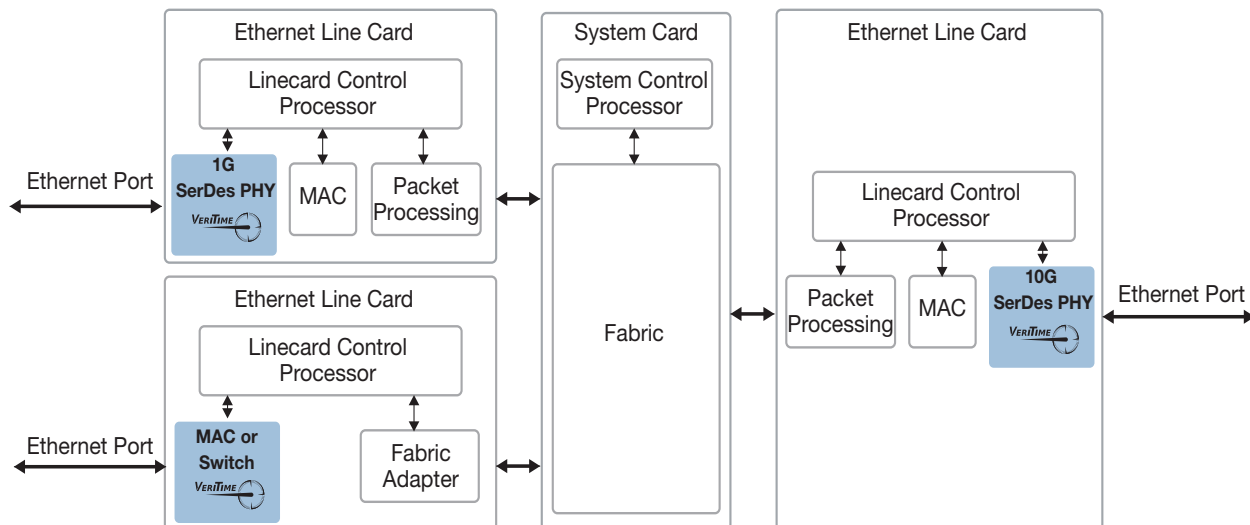 Ethernet Line Card
Linecard Control
Processor
1G
SerDes PHY
VERITIME
MAC
Packet
Processing
Ethernet Port
Ethernet Line Card
Linecard Control
Processor
MAC or
Switch
VERITIME
Fabric
Adapter
Ethernet Port
System Card
System Control
Processor
Fabric
Ethernet Line Card
Linecard Control
Processor
Packet
Processing
MAC
10G
SerDes PHY
VERITIME
Ethernet Port